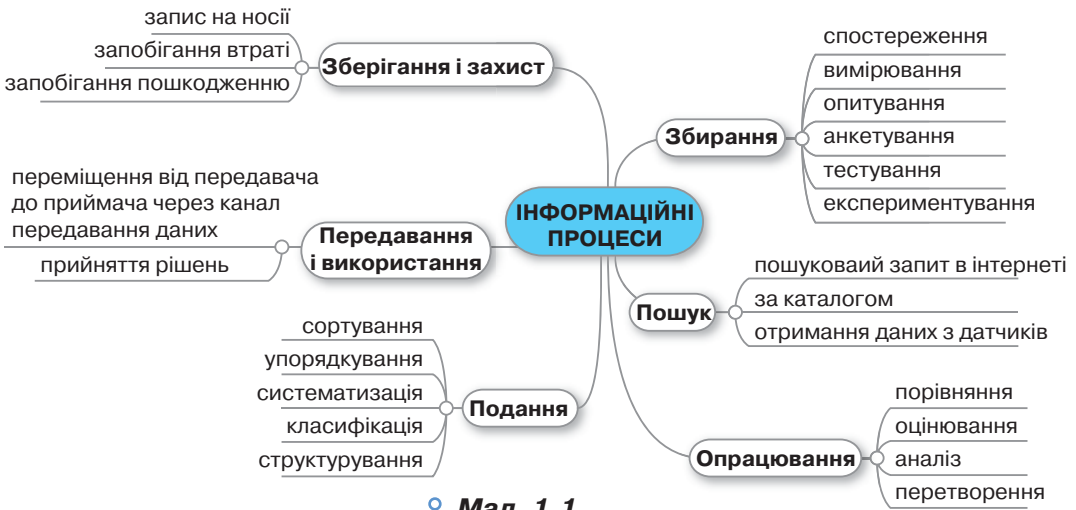 запис на носії
запобігання втраті
запобігання пошкодженню
Зберігання і захист
переміщення від передавача
до приймача через канал
передавання даних
прийняття рішень
Передавання
і використання
сортування
упорядкування
систематизація
класифікація
структурування
Подання
ІНФОРМАЦІЙНІ
ПРОЦЕСИ
Збирання
спостереження
вимірювання
опитування
анкетування
тестування
експериментування
Пошук
пошуковаий запит в інтернеті
за каталогом
отримання даних з датчиків
Опрацювання
порівняння
оцінювання
аналіз
перетворення
Мал. 1.1